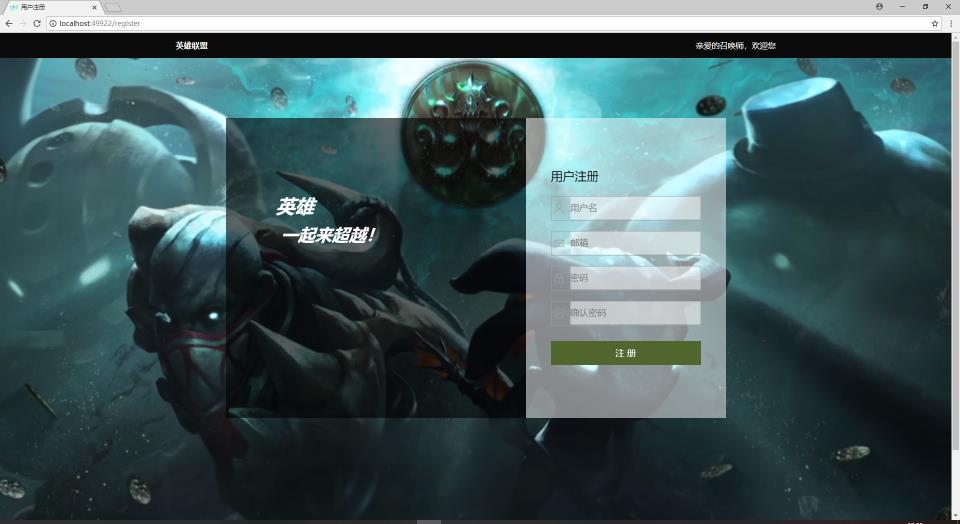 用户注册
localhost:49922/register
英雄联盟
亲爱的召唤师，欢迎您
英雄
一起来超越！
用户注册
用户名
邮箱
密码
确认密码
注 册